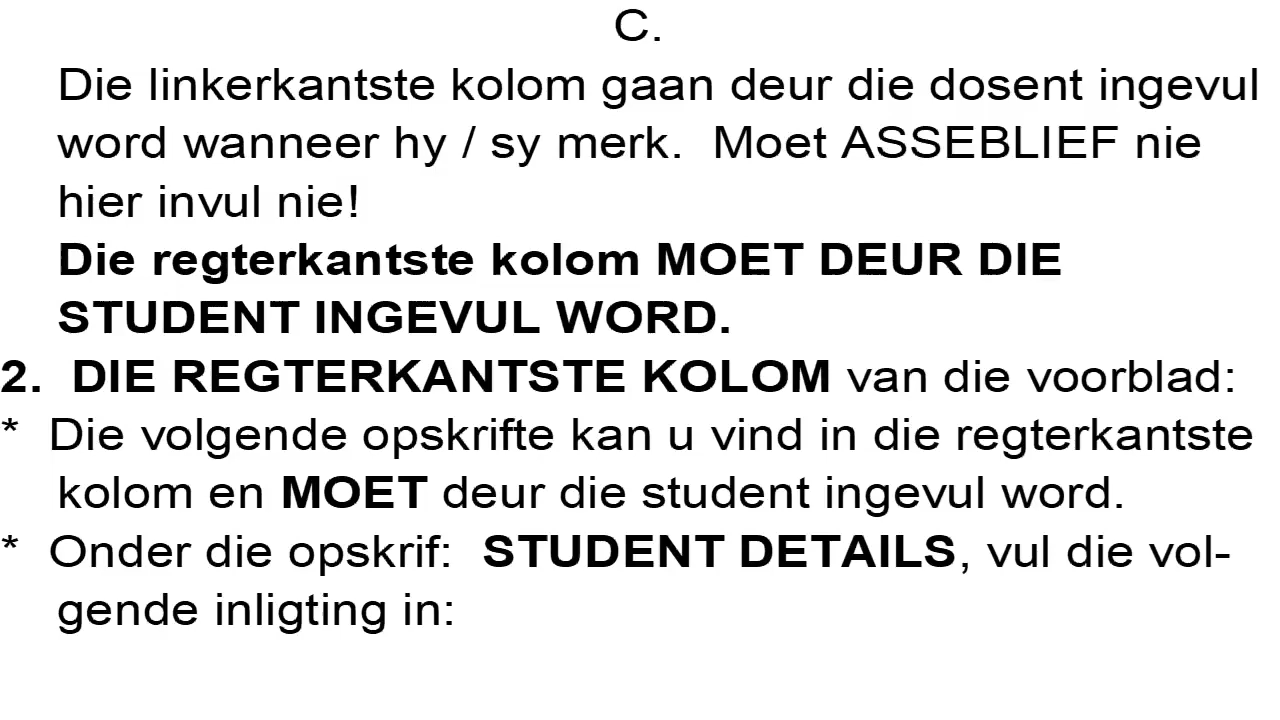 C.
Die linkerkantste kolom gaan deur die dosent ingevul
word wanneer hy / sy merk.  Moet ASSEBLIEF nie
hier invul nie!
Die regterkantste kolom MOET DEUR DIE
STUDENT INGEVUL WORD.
2.  DIE REGTERKANTSTE KOLOM van die voorblad:
*  Die volgende opskrifte kan u vind in die regterkantste
kolom en MOET deur die student ingevul word.
*  Onder die opskrif:  STUDENT DETAILS, vul die vol-
gende inligting in: